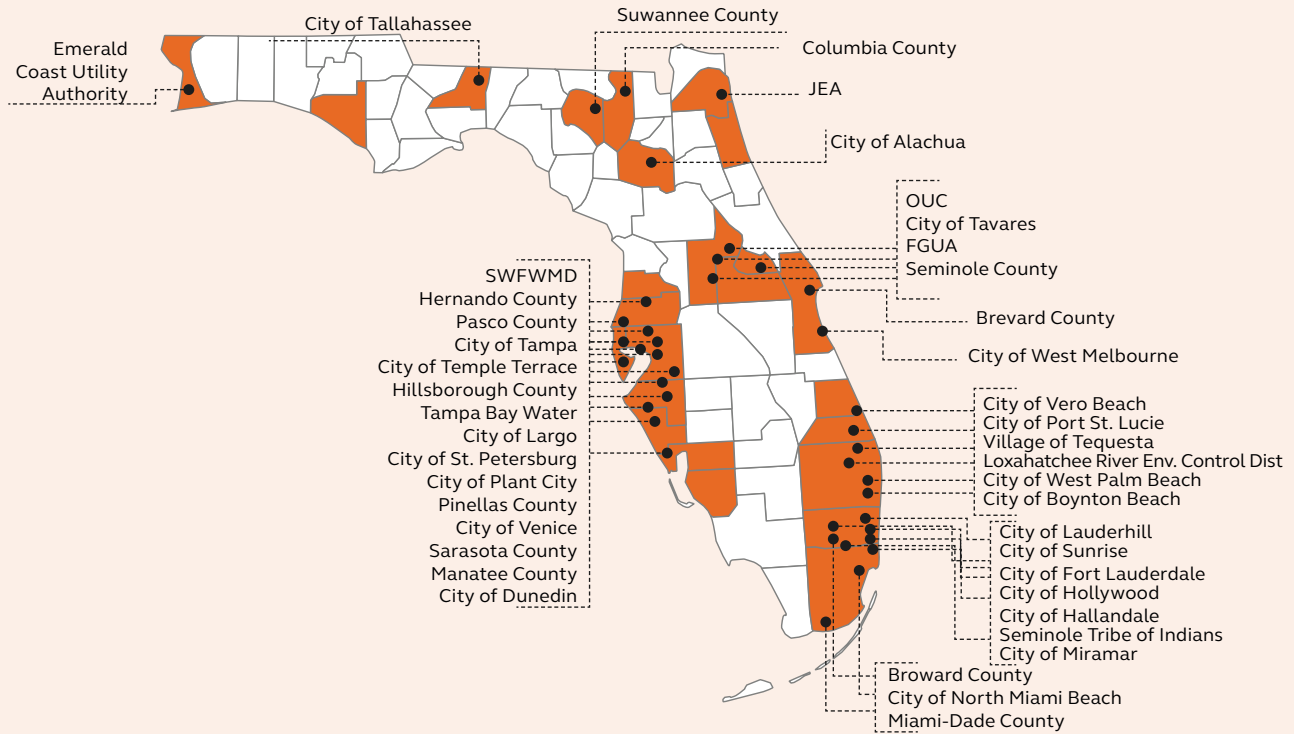 City of Tallahassee
Suwannee County
Emerald
Coast Utility
Authority
Columbia County
JEA
City of Alachua
OUC
City of Tavares
FGUA
Seminole County
Brevard County
City of West Melbourne
SWFWMD
Hernando County
Pasco County
City of Tampa
City of Temple Terrace
Hillsborough County
Tampa Bay Water
City of Largo
City of St. Petersburg
City of Plant City
Pinellas County
City of Venice
Sarasota County
Manatee County
City of Dunedin
City of Vero Beach
City of Port St. Lucie
Village of Tequesta
Loxahatchee River Env. Control Dist
City of West Palm Beach
City of Boynton Beach
City of Lauderhill
City of Sunrise
City of Fort Lauderdale
City of Hollywood
City of Hallandale
Seminole Tribe of Indians
City of Miramar
Broward County
City of North Miami Beach
Miami-Dade County